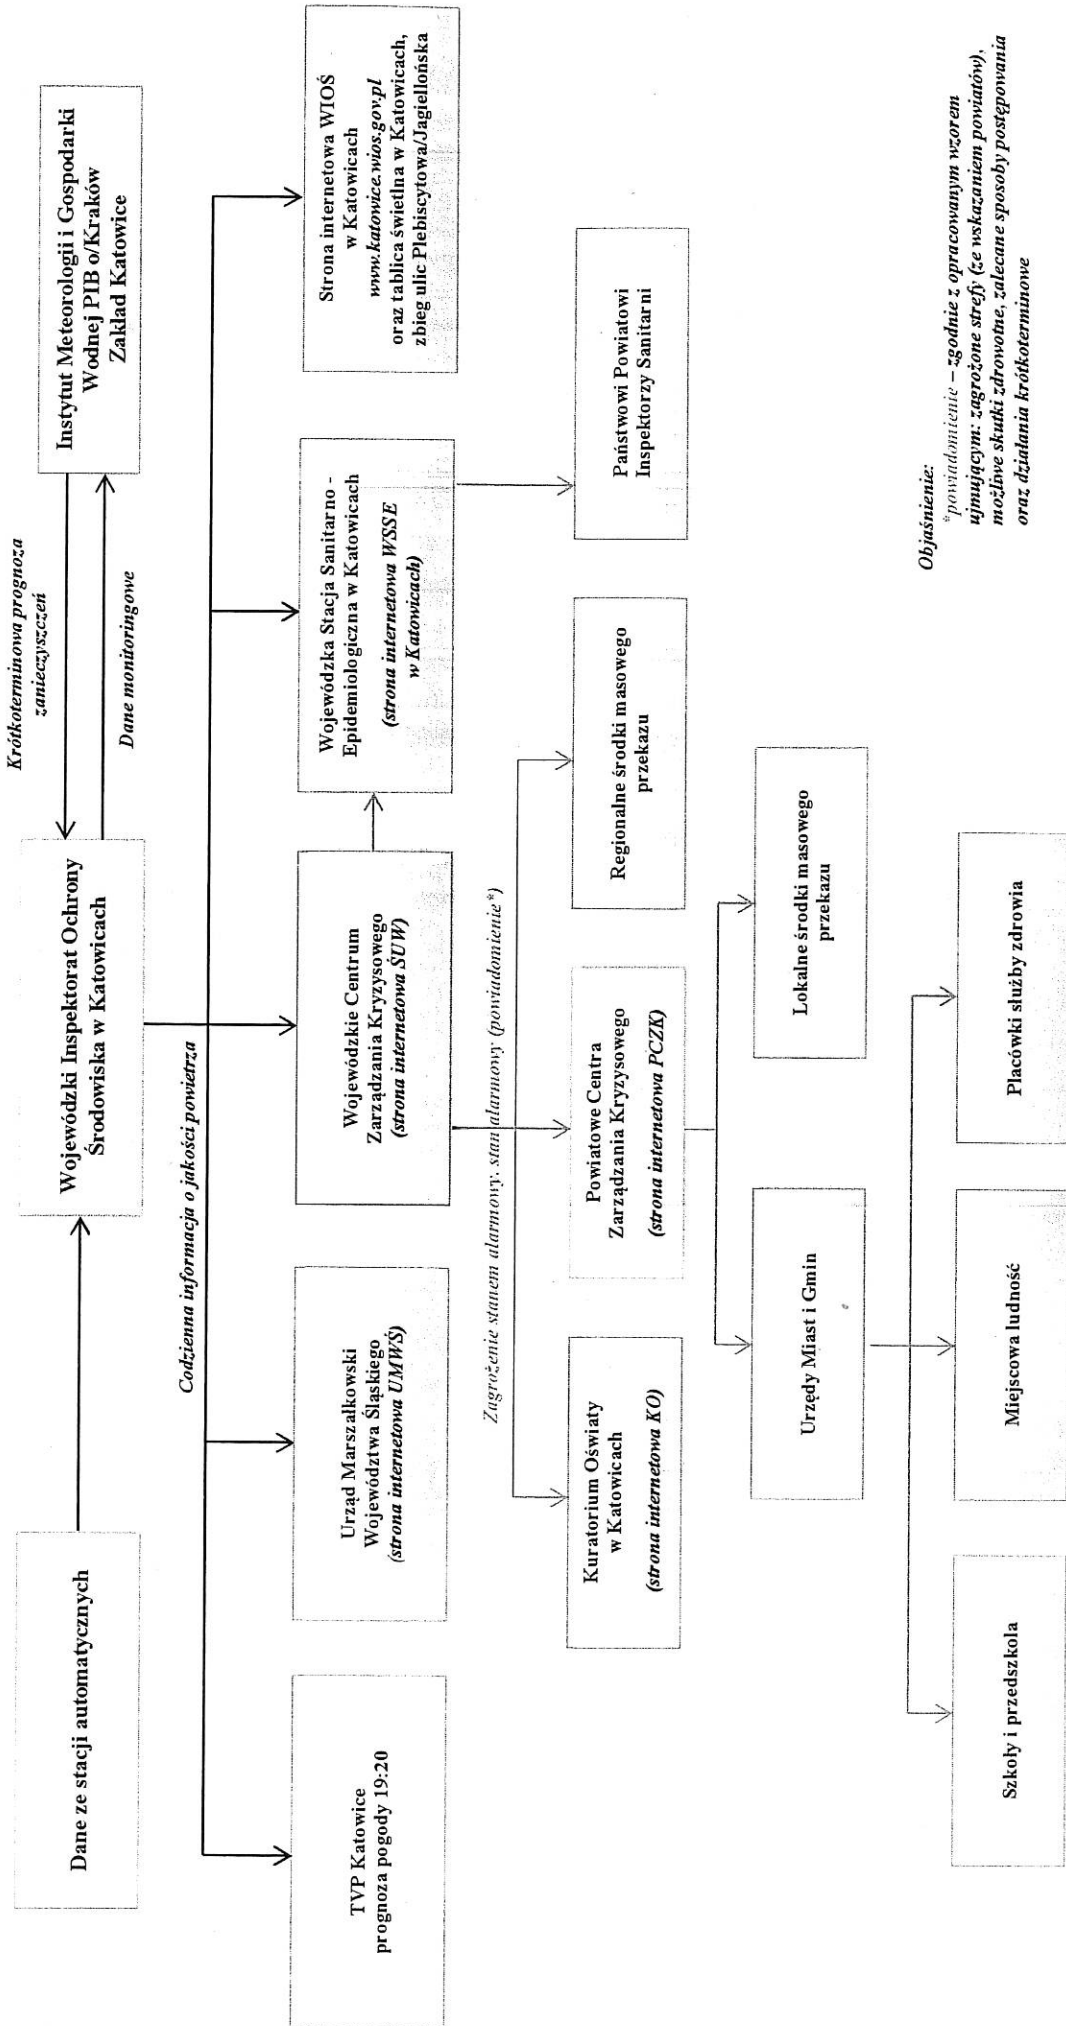 Dane ze stacji automatycznych
Wojewódzki Inspektorat Ochrony
Środowiska w Katowicach
Krótkoterminowa prognoza
zanieczyszczeń
Dane monitoringowe
Instytut Meteorologii i Gospodarki
Wodnej PIB o/Kraków
Zakład Katowice
Codzienna informacja o jakości powietrza
TVP Katowice
prognoza pogody 19:20
Urząd Marszałkowski
Województwa Śląskiego
(strona internetowa UMWŚ)
Wojewódzkie Centrum
Zarządzania Kryzysowego
(strona internetowa ŚUW)
Wojewódzka Stacja Sanitarno -
Epidemiologiczna w Katowicach
(strona internetowa WSSE
w Katowicach)
Strona internetowa WIOŚ
w Katowicach
www.katowice.wios.gov.pl
oraz tablica świetlna w Katowicach,
zbieg ulic Plebiscytowa/Jagiellońska
Zagrożenie stanem alarmowy, stan alarmowy (powiadomienie*)
Kuratorium Oświaty
w Katowicach
(strona internetowa KO)
Powiatowe Centra
Zarządzania Kryzysowego
(strona internetowa PCZK)
Regionalne środki masowego
przekazu
Państwowi Powiatowi
Inspektorzy Sanitarni
Urzędy Miast i Gmin
Lokalne środki masowego
przekazu
Szkoły i przedszkola
Miejscowa ludność
Placówki służby zdrowia
Objaśnienie:
*powiadomienie – zgodnie z opracowanym wzorem
ujmującym: zagrożone strefy (ze wskazaniem powiatów),
możliwe skutki zdrowotne, zalecane sposoby postępowania
oraz działania krótkoterminowe